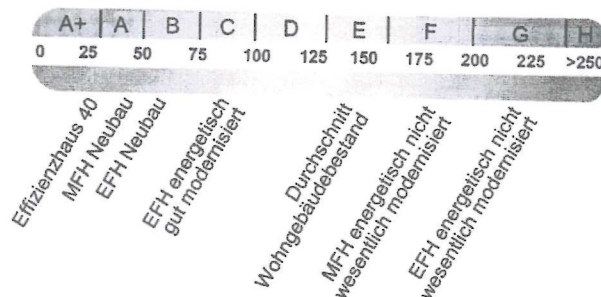 A+ A B C D E F G H
0 25 50 75 100 125 150 175 200 225 >250
Effizienzhaus 40
MFH Neubau
EFH Neubau
EFH energetisch
gut modernisiert
Durchschnitt
Wohngebäudebestand
MFH energetisch nicht
wesentlich modernisiert
EFH energetisch nicht
wesentlich modernisiert